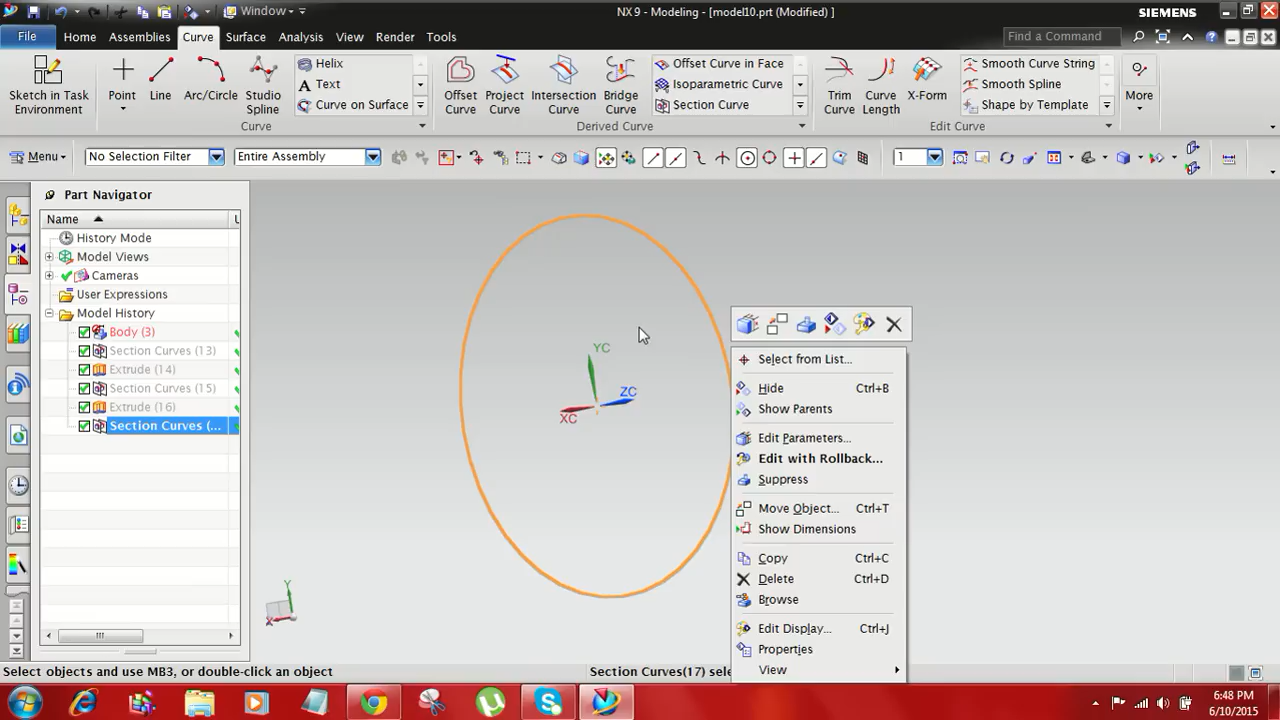 Window
NX 9 - Modeling - [model10.prt (Modified) ]
SIEMENS
File
Home
Assemblies
Curve
Surface
Analysis
View
Render
Tools
Find a Command
Sketch in Task
Environment
Point
Line
Arc/Circle
Studio
Spline
Helix
Text
Curve on Surface
Curve
Offset
Curve
Project
Curve
Intersection
Curve
Bridge
Curve
Offset Curve in Face
Isoparametric Curve
Section Curve
Derived Curve
Trim
Curve
Curve
Length
X-Form
Smooth Curve String
Smooth Spline
Shape by Template
Edit Curve
More
Menu
No Selection Filter
Entire Assembly
1
Part Navigator
Name
History Mode
Model Views
Cameras
User Expressions
Model History
Body (3)
Section Curves (13)
Extrude (14)
Section Curves (15)
Extrude (16)
Section Curves (...
YC
ZC
XC
Y
X
Select from List...
Hide Ctrl+B
Show Parents
Edit Parameters...
Edit with Rollback...
Suppress
Move Object... Ctrl+T
Show Dimensions
Copy Ctrl+C
Delete Ctrl+D
Browse
Edit Display... Ctrl+J
Properties
View
Select objects and use MB3, or double-click an object
Section Curves(17) sele
6:48 PM
6/10/2015